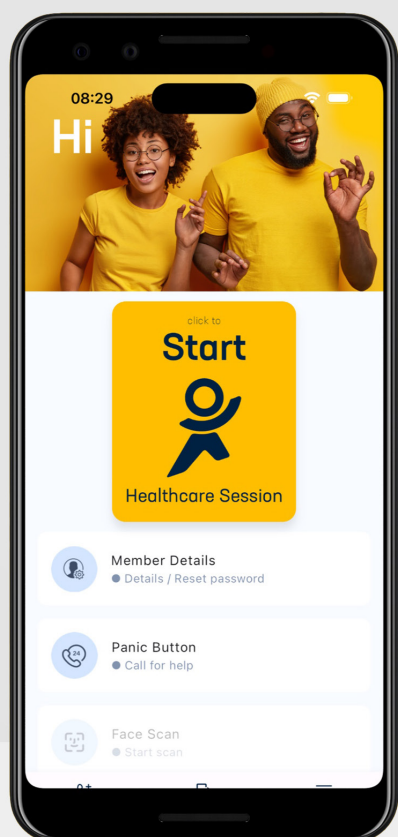 08:29
Hi
click to
Start
Healthcare Session
Member Details
Details / Reset password
24
Panic Button
Call for help
Face Scan
Start scan